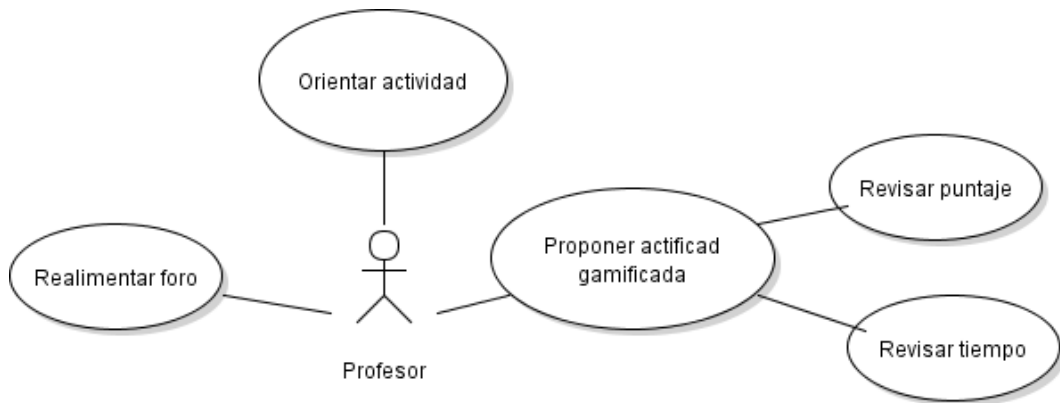 Orientar actividad
Revisar puntaje
Proponer actificad
gamificada
Realimentar foro
Revisar tiempo
Profesor